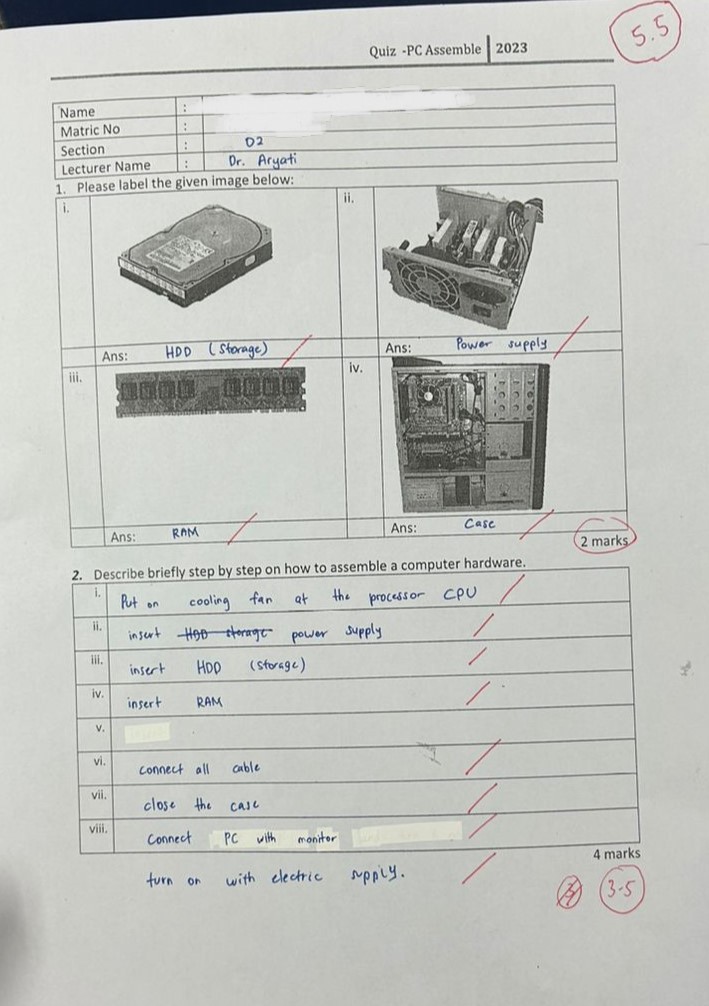 5.5
Quiz -PC Assemble | 2023
Name :
Matric No :
Section : 02
Lecturer Name : Dr. Aryati
1. Please label the given image below:
i. ii.
Ans: HDD (Storage) Ans: Power supply
iii. iv.
Ans: RAM Ans: Case
2 marks
2. Describe briefly step by step on how to assemble a computer hardware.
i. Put on cooling fan at the processor CPU
ii. insert HDD storage power supply
iii. insert HDD (Storage)
iv. insert RAM
v.
vi. connect all cable
vii. close the case
viii. Connect PC with monitor
4 marks
turn on with electric supply.
3.5